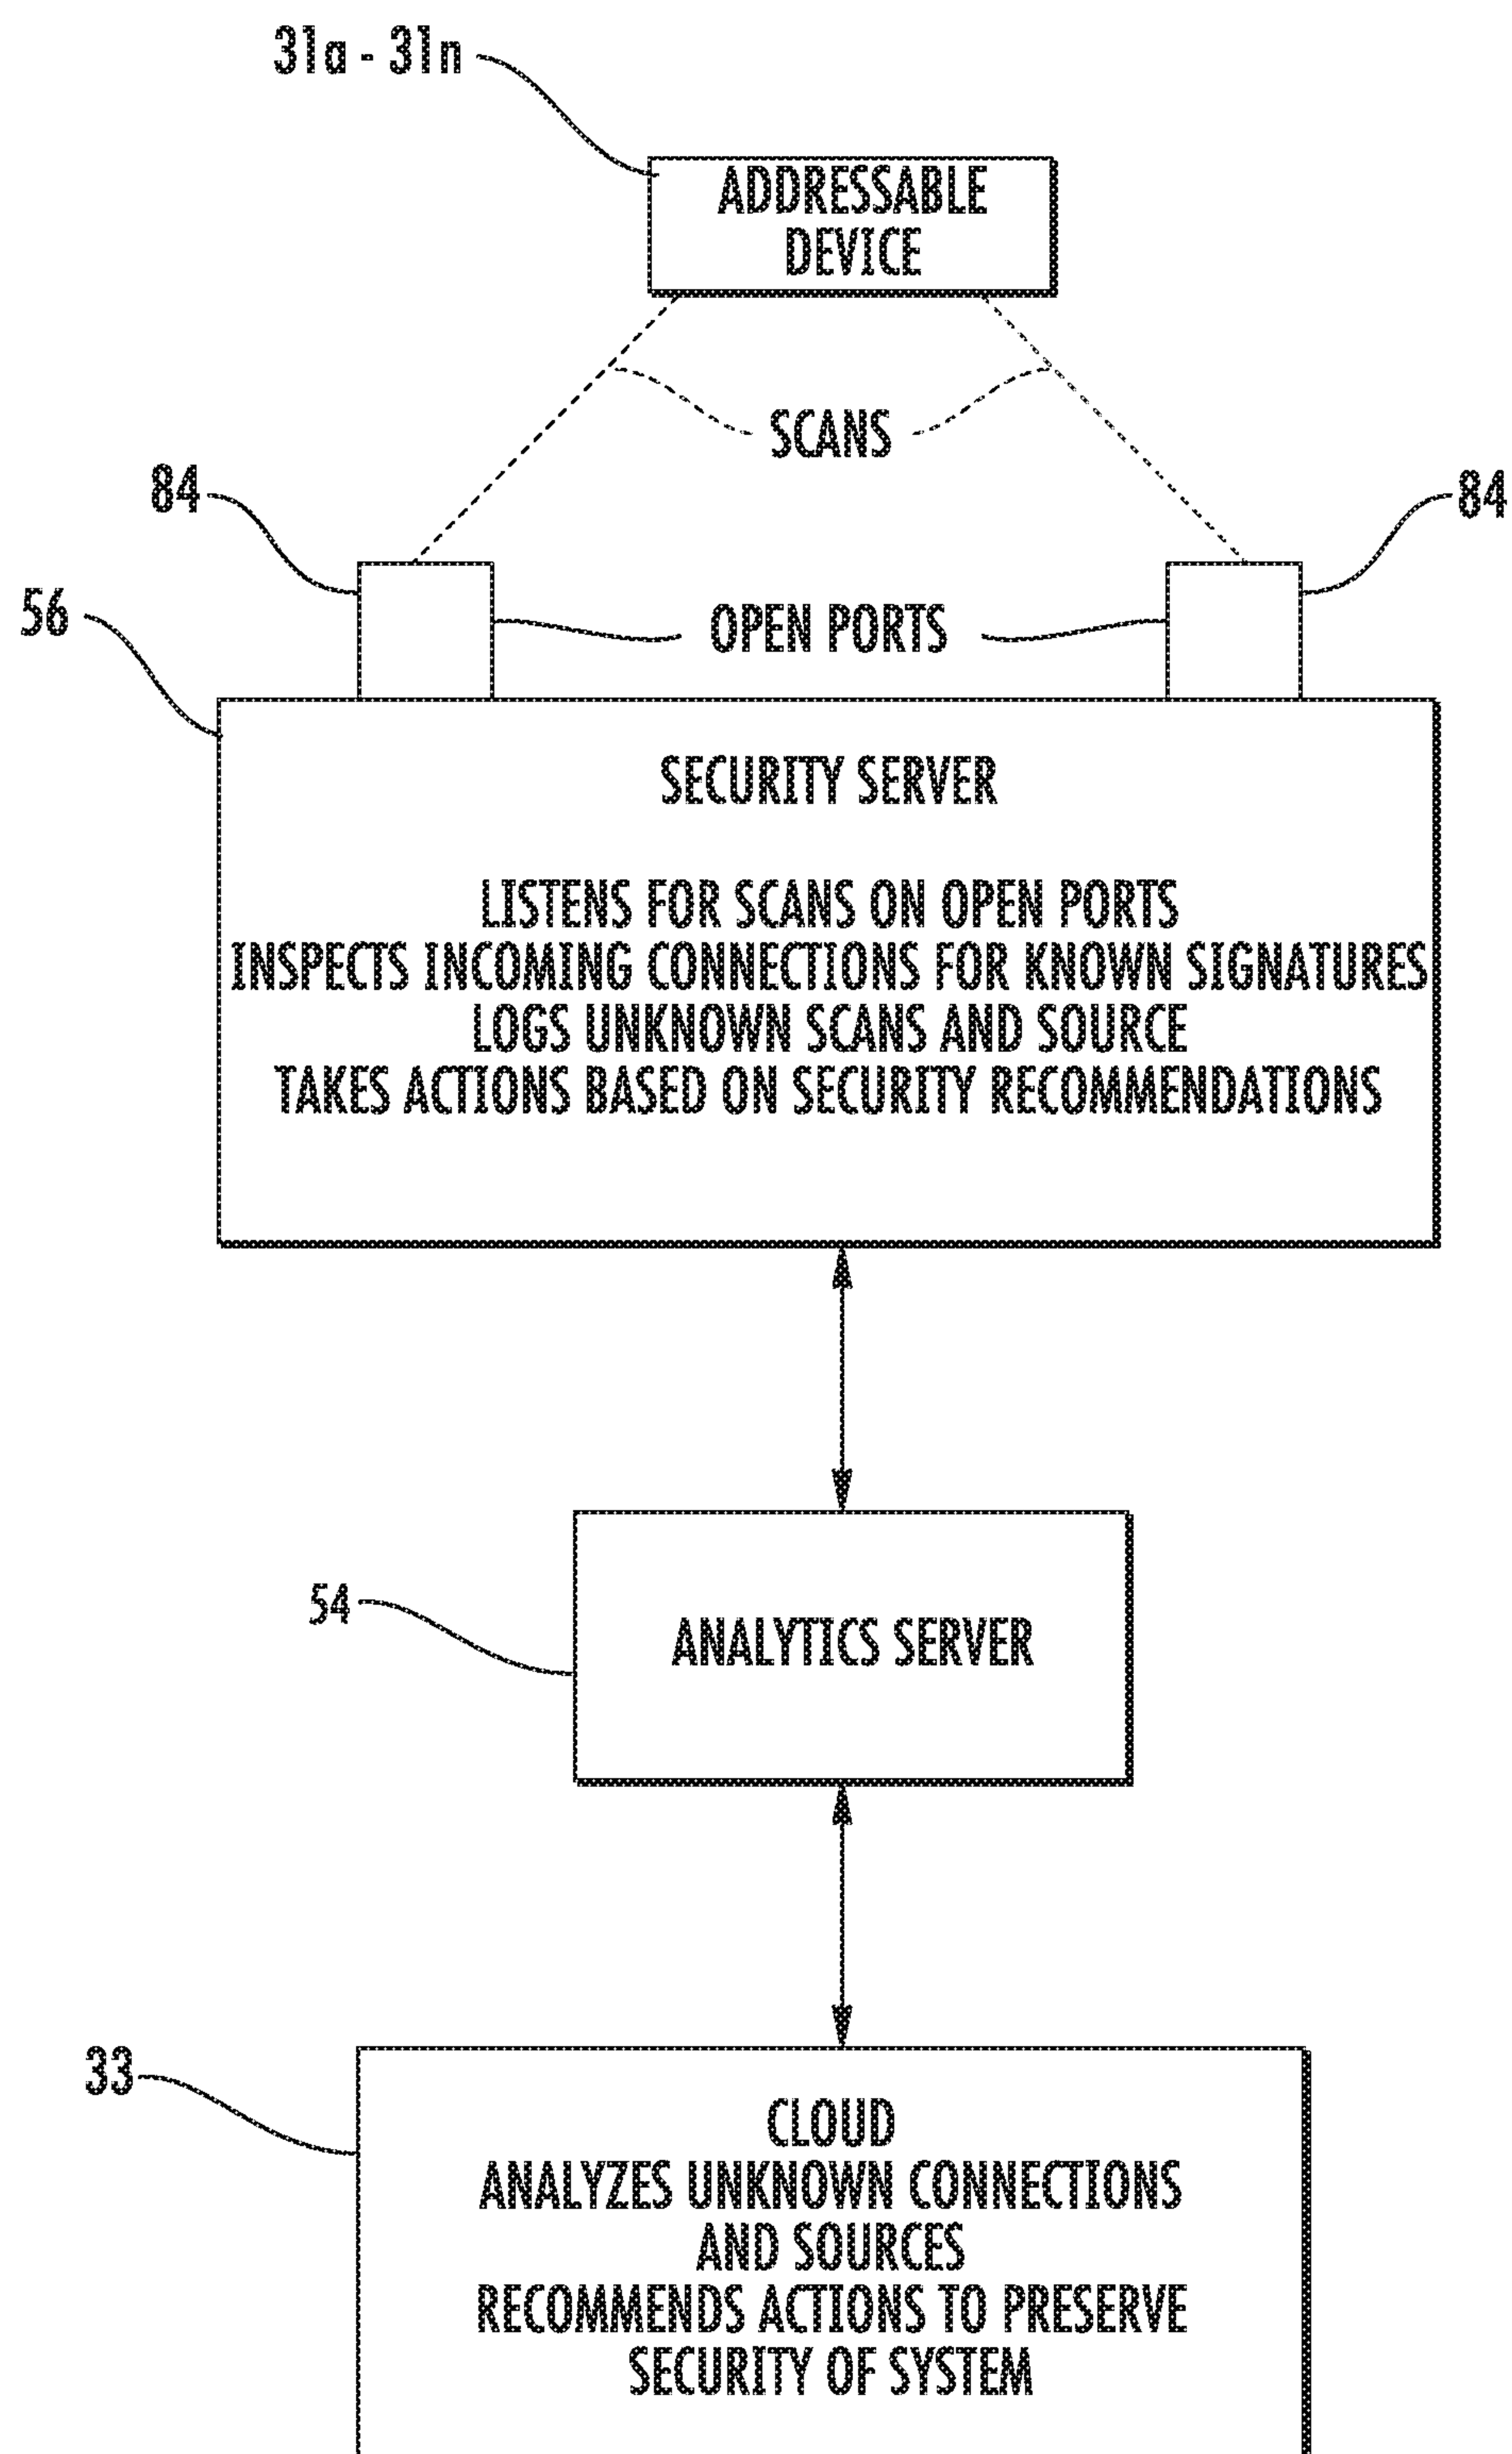 31a - 31n
ADDRESSABLE
DEVICE
SCANS
84
84
56
OPEN PORTS
SECURITY SERVER
LISTENS FOR SCANS ON OPEN PORTS
INSPECTS INCOMING CONNECTIONS FOR KNOWN SIGNATURES
LOGS UNKNOWN SCANS AND SOURCE
TAKES ACTIONS BASED ON SECURITY RECOMMENDATIONS
54
ANALYTICS SERVER
33
CLOUD
ANALYZES UNKNOWN CONNECTIONS
AND SOURCES
RECOMMENDS ACTIONS TO PRESERVE
SECURITY OF SYSTEM